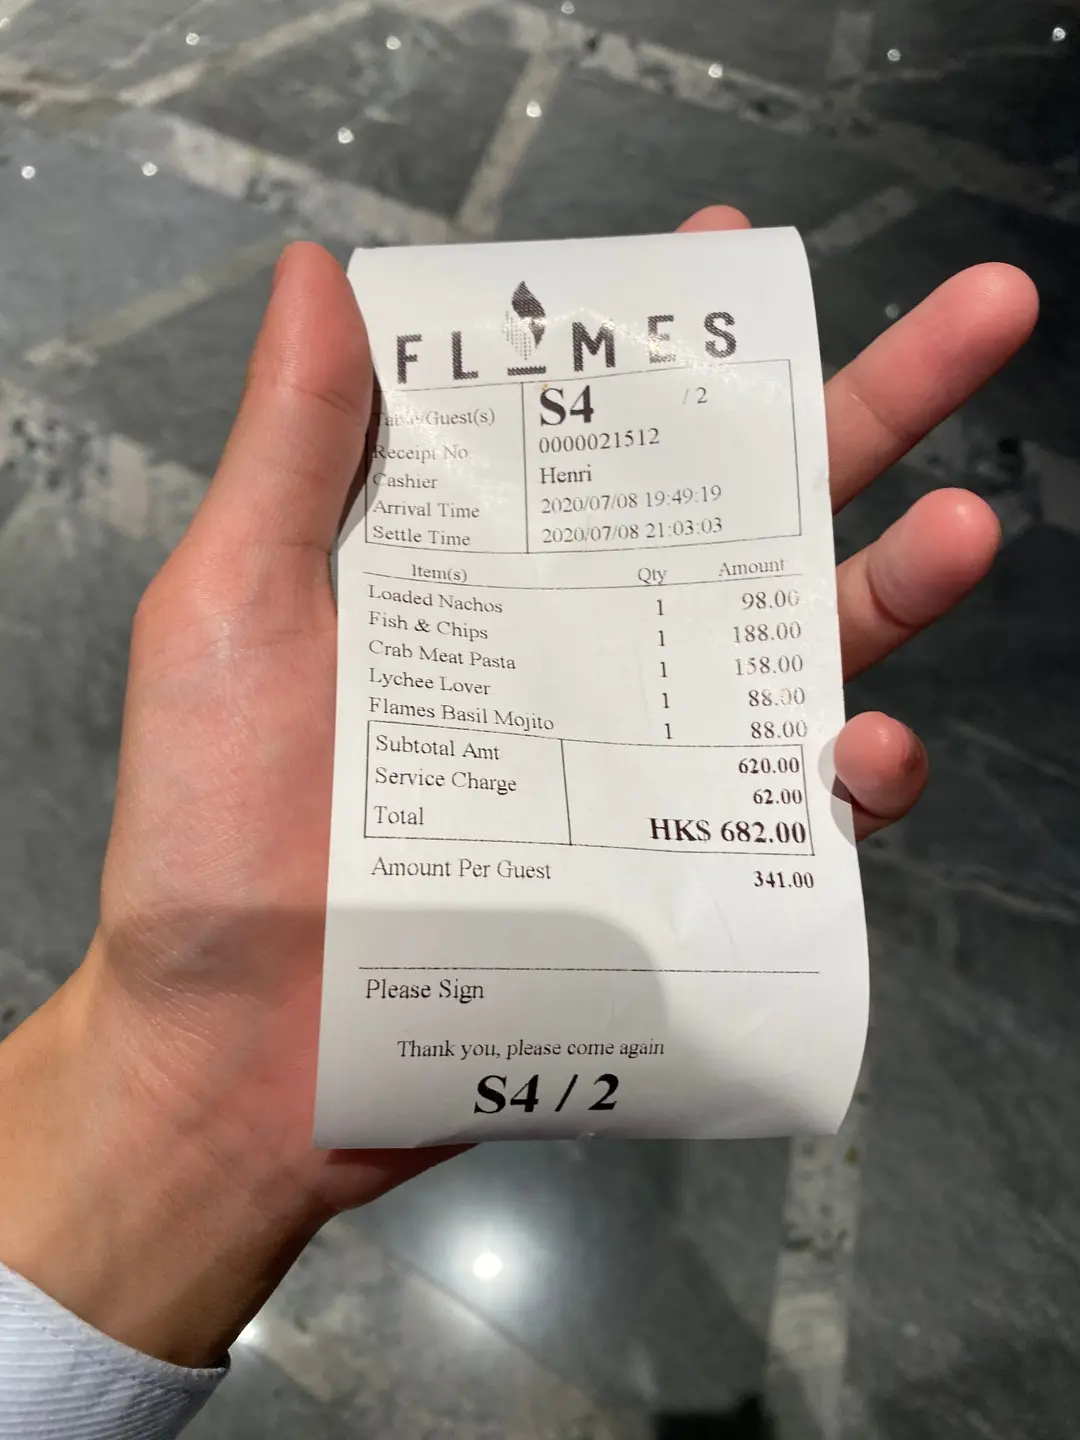 FLAMES
Table/Guest(s) S4 / 2
Receipt No 0000021512
Cashier Henri
Arrival Time 2020/07/08 19:49:19
Settle Time 2020/07/08 21:03:03
Item(s) Qty Amount
Loaded Nachos 1 98.00
Fish & Chips 1 188.00
Crab Meat Pasta 1 158.00
Lychee Lover 1 88.00
Flames Basil Mojito 1 88.00
Subtotal Amt 620.00
Service Charge 62.00
Total HK$ 682.00
Amount Per Guest 341.00
Please Sign
Thank you, please come again
S4 / 2